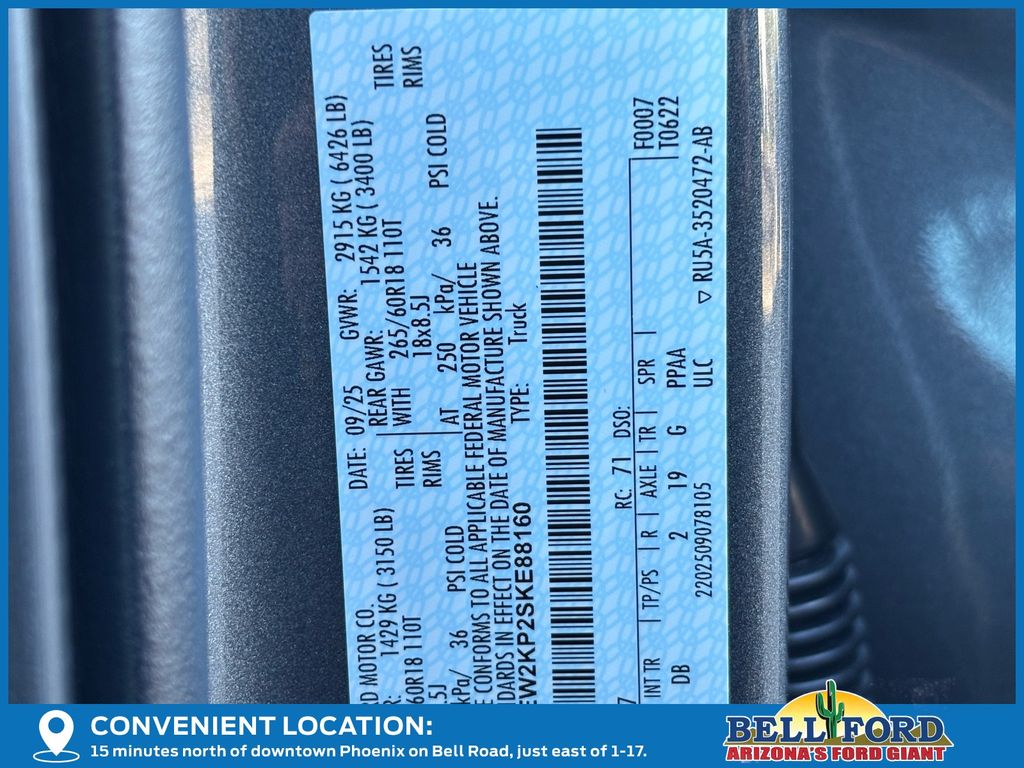 RD MOTOR CO.
DATE: 09/25
GVWR: 2915 KG ( 6426 LB)
R: 1429 KG ( 3150 LB)
REAR GAWR: 1542 KG ( 3400 LB)
60R18 110T
TIRES
WITH 265/60R18 110T
TIRES
.5J
RIMS
18x8.5J
RIMS
kPa/ 36 PSI COLD
AT 250 kPa/ 36 PSI COLD
E CONFORMS TO ALL APPLICABLE FEDERAL MOTOR VEHICLE
DARDS IN EFFECT ON THE DATE OF MANUFACTURE SHOWN ABOVE.
EW2KP2SKE88160
TYPE: Truck
7
RC: 71 DSO:
F0007
INT TR | TP/PS | R | AXLE | TR | SPR |
T0622
DB 2 19 G PPAA
2202509078105
ULC
▽ RU5A-3520472-AB
CONVENIENT LOCATION:
15 minutes north of downtown Phoenix on Bell Road, just east of 1-17.
BELL FORD
ARIZONA'S FORD GIANT